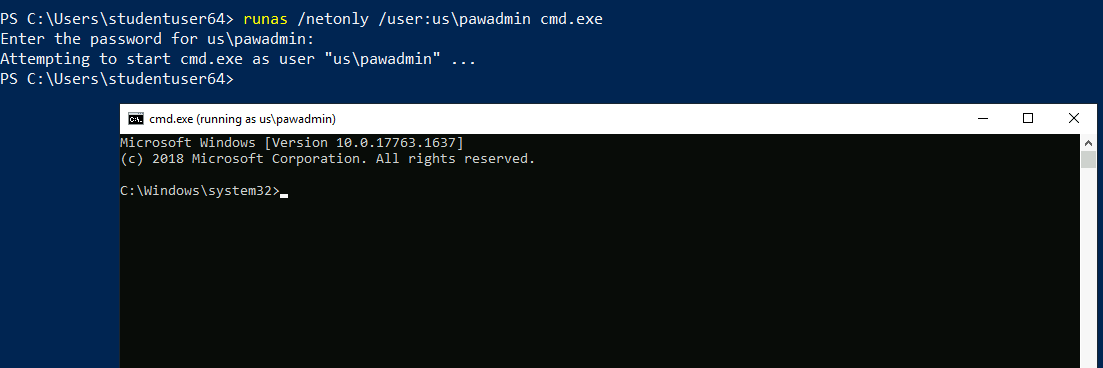 PS C:\Users\studentuser64> runas /netonly /user:us\pawadmin cmd.exe
Enter the password for us\pawadmin:
Attempting to start cmd.exe as user "us\pawadmin" ...
PS C:\Users\studentuser64>
cmd.exe (running as us\pawadmin)
Microsoft Windows [Version 10.0.17763.1637]
(c) 2018 Microsoft Corporation. All rights reserved.
C:\Windows\system32>